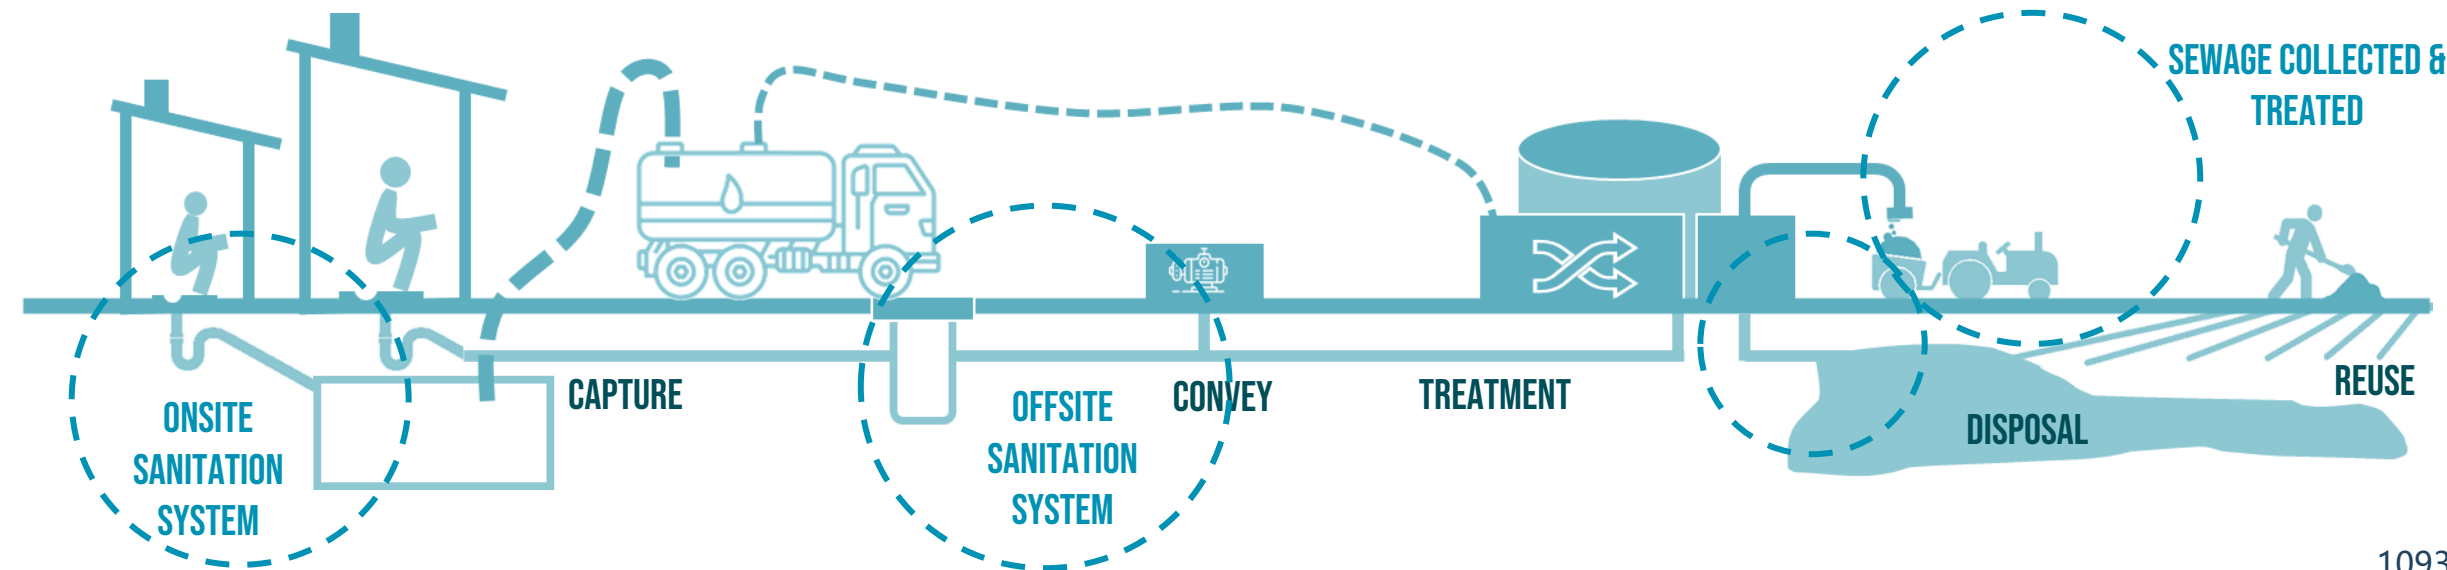 SEWAGE COLLECTED &
TREATED
ONSITE
SANITATION
SYSTEM
CAPTURE
OFFSITE
SANITATION
SYSTEM
CONVEY
TREATMENT
DISPOSAL
REUSE
1093